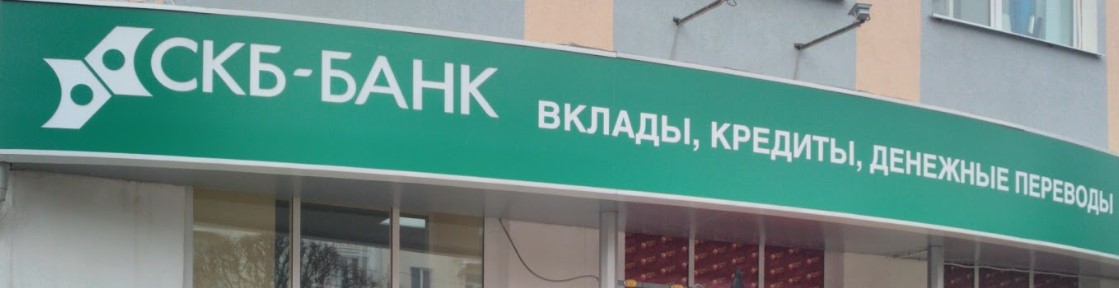 СКБ-БАНК
ВКЛАДЫ, КРЕДИТЫ, ДЕНЕЖНЫЕ ПЕРЕВОДЫ